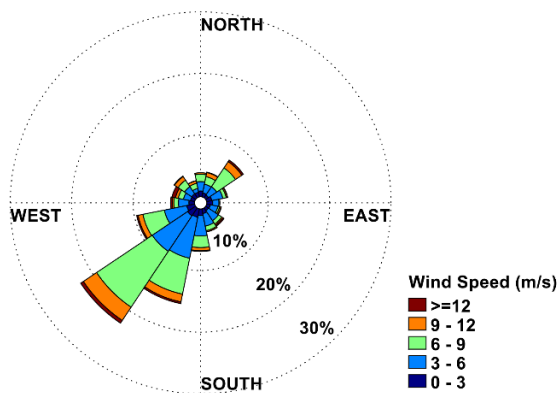 NORTH
WEST
EAST
10%
20%
30%
SOUTH
Wind Speed (m/s)
>=12
9 - 12
6 - 9
3 - 6
0 - 3